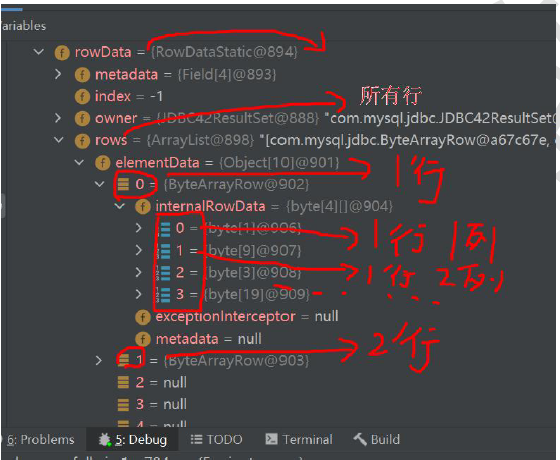 Variables
rowData = {RowDataStatic@894}
metadata = {Field[4]@893}
index = -1
所有行
owner = {JDBC42ResultSet@888} "com.mysql.jdbc.JDBC42ResultSet@
rows = {ArrayList@898} "[com.mysql.jdbc.ByteArrayRow@a67c67e,
elementData = {Object[10]@901}
0 = {ByteArrayRow@902} 1行
internalRowData = {byte[4][]@904}
0 = {byte[1]@906} 1行 1列
1 = {byte[9]@907}
2 = {byte[3]@908} 1行 2列
3 = {byte[19]@909}
exceptionInterceptor = null
metadata = null
1 = {ByteArrayRow@903} 2行
2 = null
3 = null
4 = null
6: Problems 5: Debug TODO Terminal Build